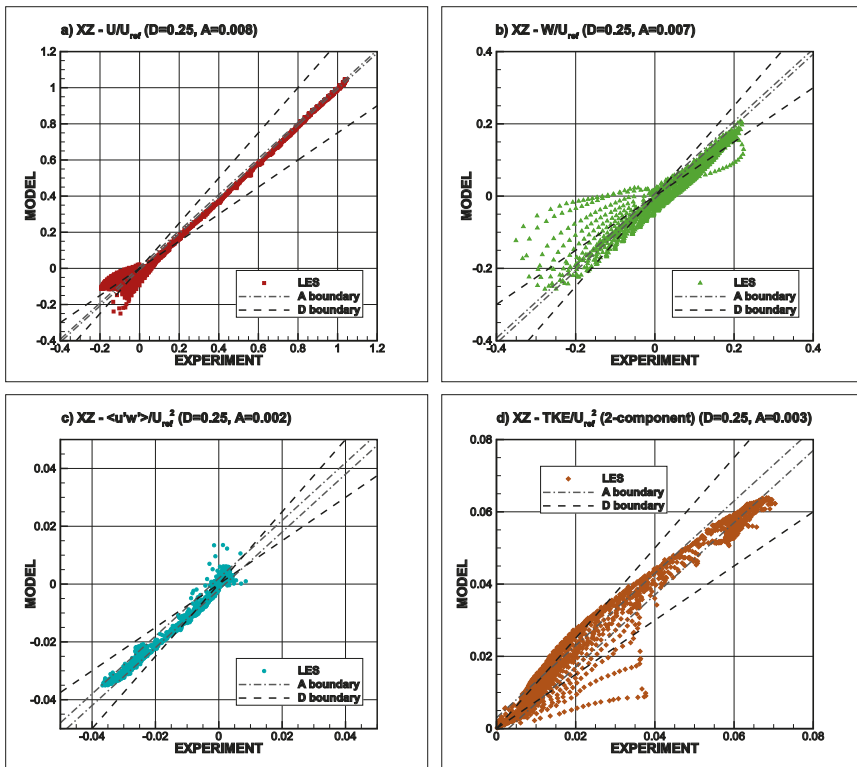 a) XZ - U/U_ref (D=0.25, A=0.008)
1.2
1
0.8
0.6
0.4
0.2
0
-0.2
-0.4
MODEL
LES
A boundary
D boundary
-0.4 -0.2 0 0.2 0.4 0.6 0.8 1 1.2
EXPERIMENT
b) XZ - W/U_ref (D=0.25, A=0.007)
0.4
0.2
0
-0.2
-0.4
MODEL
LES
A boundary
D boundary
-0.4 -0.2 0 0.2 0.4
EXPERIMENT
c) XZ - <u'w'>/U_ref^2 (D=0.25, A=0.002)
0.04
0.02
0
-0.02
-0.04
MODEL
LES
A boundary
D boundary
-0.04 -0.02 0 0.02 0.04
EXPERIMENT
d) XZ - TKE/U_ref^2 (2-component) (D=0.25, A=0.003)
0.08
0.06
0.04
0.02
0
MODEL
LES
A boundary
D boundary
0 0.02 0.04 0.06 0.08
EXPERIMENT